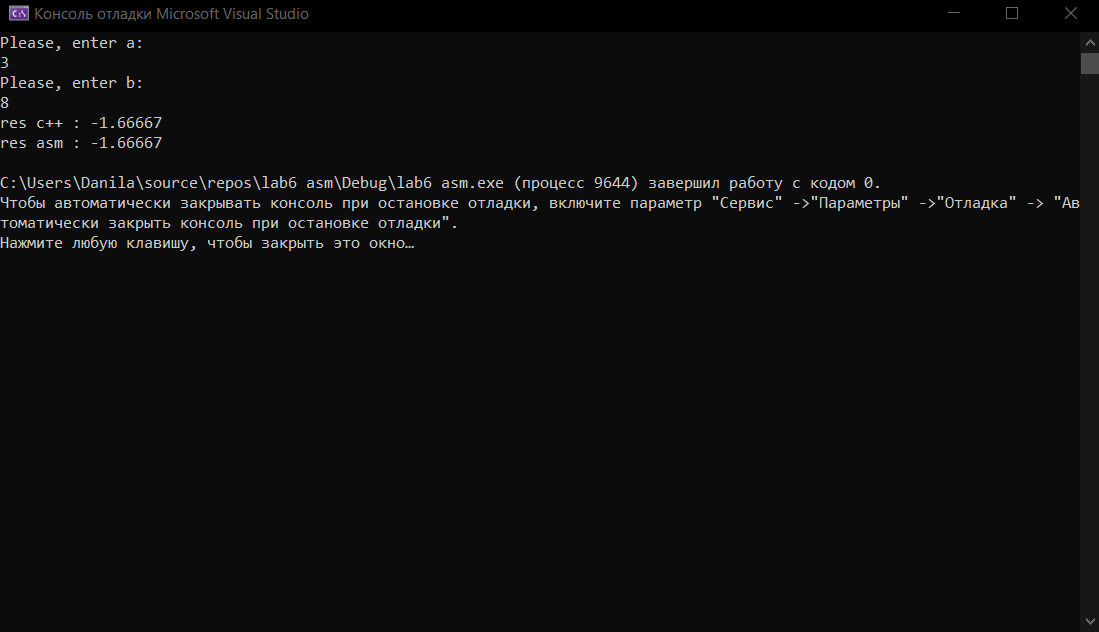 Консоль отладки Microsoft Visual Studio
Please, enter a:
3
Please, enter b:
8
res c++ : -1.66667
res asm : -1.66667
C:\Users\Danila\source\repos\lab6 asm\Debug\lab6 asm.exe (процесс 9644) завершил работу с кодом 0.
Чтобы автоматически закрывать консоль при остановке отладки, включите параметр "Сервис" ->"Параметры" ->"Отладка" -> "Ав
томатически закрыть консоль при остановке отладки".
Нажмите любую клавишу, чтобы закрыть это окно…